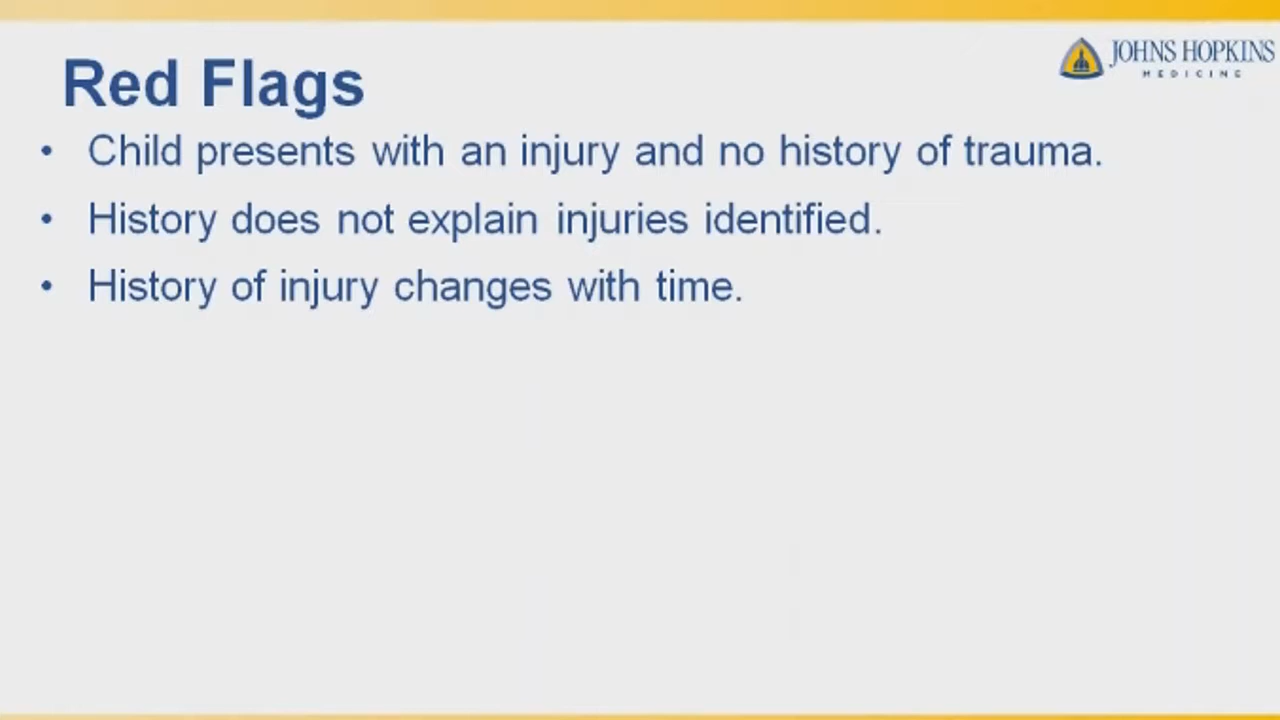 JOHNS HOPKINS
MEDICINE
Red Flags
• Child presents with an injury and no history of trauma.
• History does not explain injuries identified.
• History of injury changes with time.